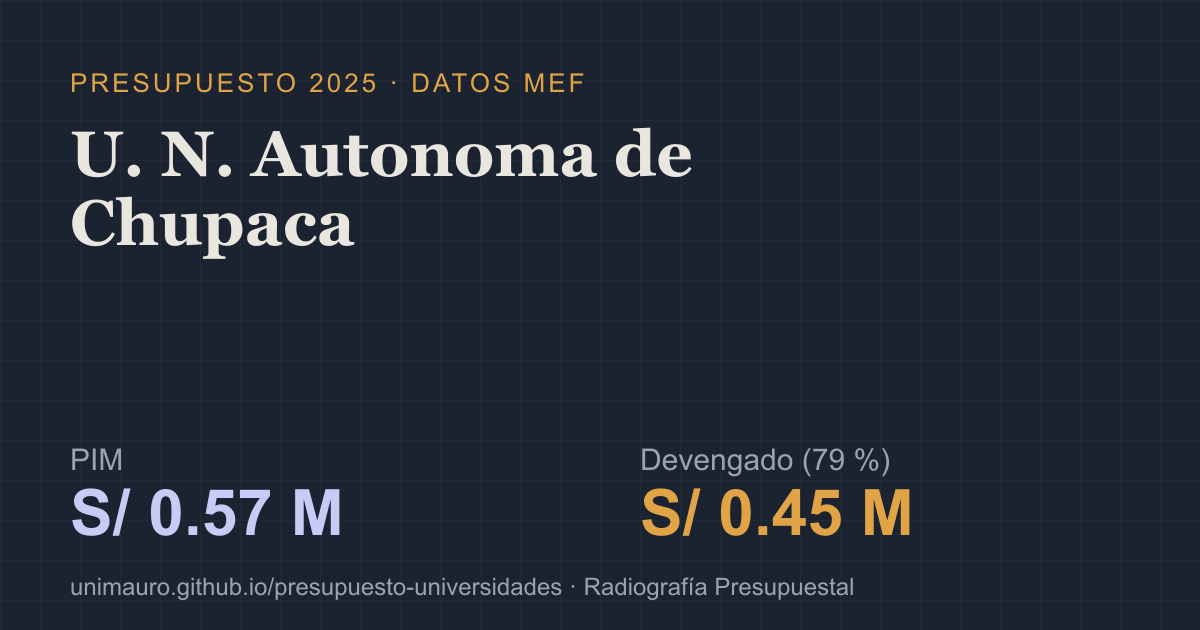 PRESUPUESTO 2025 · DATOS MEF
U. N. Autonoma de
Chupaca
PIM
S/ 0.57 M
Devengado (79 %)
S/ 0.45 M
unimauro.github.io/presupuesto-universidades · Radiografía Presupuestal